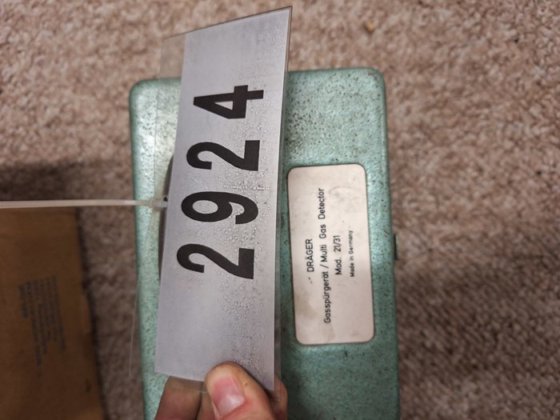 2924
DRÄGER
Gasspürgerät / Multi Gas Detector
Mod. 21/31
Made in Germany